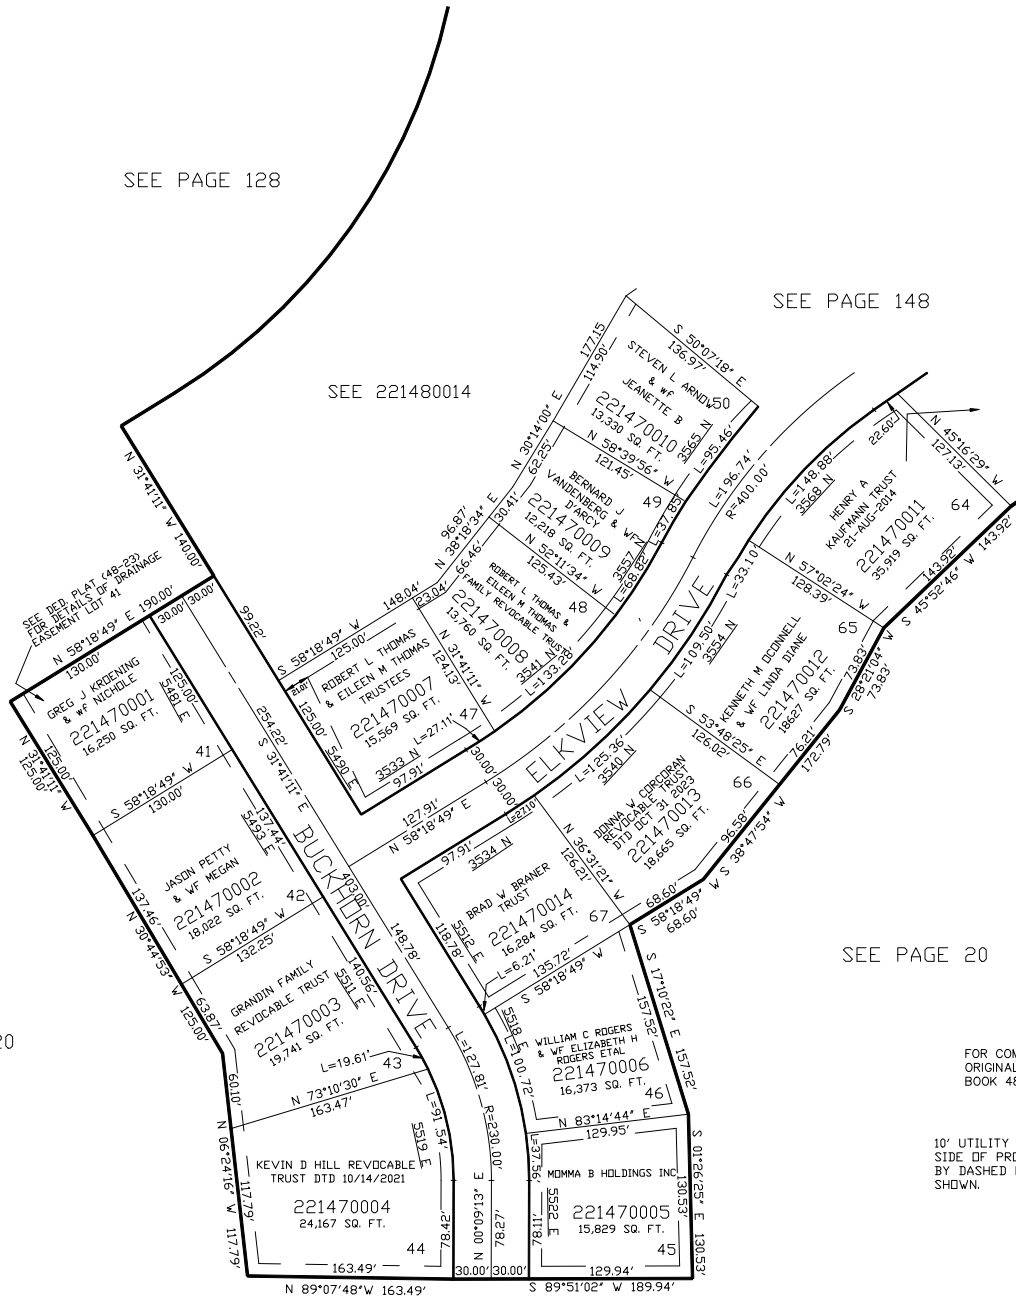 SEE PAGE 128
SEE PAGE 148
SEE 221480014
N 31°41'11" W 140.00'
SEE DED. PLAT (48-23)
FOR DETAILS OF DRAINAGE
EASEMENT LOT 41
N 58°18'49" E 190.00'
130.00'
30.00'
30.00'
99.22'
GREG J KROENING
& wf NICHOLE
221470001
16,250 SQ. FT.
41
125.00'
5481 E
N 31°41'11" W
125.00'
125.00'
S 58°18'49" W
130.00'
254.22'
S 31°41'11" E
137.44'
5493 E
JASON PETTY
& WF MEGAN
221470002
18,022 SQ. FT.
42
137.46'
N 30°44'53" W 125.00'
S 58°18'49" W
132.25'
GRANDIN FAMILY
REVOCABLE TRUST
221470003
19,741 SQ. FT.
43
140.56'
5511 E
L=19.61'
63.87'
60.10'
N 73°10'30" E
163.47'
KEVIN D HILL REVOCABLE
TRUST DTD 10/14/2021
221470004
24,167 SQ. FT.
44
L=91.54'
5519 E
78.42'
N 06°24'16" W 117.79'
117.79'
163.49'
N 89°07'48"W 163.49'
BUCKHORN DRIVE
403.00'
148.78'
L=127.81'
R=230.00'
N 00°09'13" E
78.27'
30.00'
30.00'
S 58°18'49" W
148.04'
125.00'
23.04'
21.01'
125.00'
5490 E
ROBERT L THOMAS
& EILEEN M THOMAS
TRUSTEES
221470007
15,569 SQ. FT.
47
3533 N
97.91'
L=27.11'
N 31°41'11" W
124.13'
N 38°18'34" E
96.87'
66.46'
30.41'
ROBERT L THOMAS &
EILEEN M THOMAS
FAMILY REVOCABLE TRUST
221470008
13,760 SQ. FT.
48
3541 N
L=133.28'
N 52°11'34" W
125.43'
BERNARD J
VANDENBERG & WF
D'ARCY
221470009
12,218 SQ. FT.
49
3557 N
L=68.82'
L=37.85'
N 30°14'00" E
177.15
62.25'
114.90'
N 58°39'56" W
121.45'
STEVEN L ARNOW
& wf
JEANETTE B
221470010
13,330 SQ. FT.
50
3565 N
L=95.46'
S 50°07'18" E
136.97'
L=196.74'
R=400.00'
ELKVIEW DRIVE
127.91'
N 58°18'49" E
30.00'
30.00'
L=148.88'
3568 N
22.60'
HENRY A
KAUFMANN TRUST
21-AUG-2014
221470011
35,919 SQ. FT.
64
N 45°16'29" W
127.13'
143.92'
S 45°52'46" W 143.92'
N 57°02'24" W
128.39'
L=33.10'
L=109.50'
3554 N
KENNETH M OCONNELL
& WF LINDA DIANE
221470012
18627 SQ. FT.
65
73.83'
S 28°21'04" W
73.83'
76.21'
172.79'
S 53°48'25" E
126.02'
L=125.36'
3540 N
DONNA W CORCORAN
REVOCABLE TRUST
DTD OCT 31 2023
221470013
18,665 SQ. FT.
66
96.58'
S 38°47'54" W
68.60'
S 58°18'49" W
68.60'
N 36°31'21" W
126.21'
L=27.10'
97.91'
3534 N
BRAD W BRANER
TRUST
221470014
16,284 SQ. FT.
67
118.78'
5512 E
L=6.21'
135.72'
S 58°18'49" W
WILLIAM C ROGERS
& WF ELIZABETH H
ROGERS ETAL
221470006
16,373 SQ. FT.
46
5518 E
L=100.72'
S 17°10'22" E 157.52'
157.52'
N 83°14'44" E
129.95'
MOMMA B HOLDINGS INC
221470005
15,829 SQ. FT.
45
L=37.56'
5522 E
78.11'
130.53'
S 01°26'25" E 130.53'
129.94'
S 89°51'02" W 189.94'
SEE PAGE 20
20
FOR COM
ORIGINAL
BOOK 48
10' UTILITY
SIDE OF PRO
BY DASHED
SHOWN.